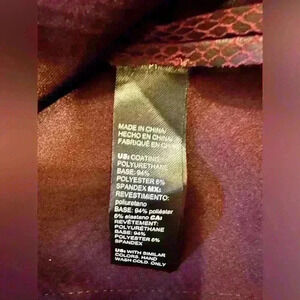 MADE IN CHINA/
HECHO EN CHINA/
FABRIQUÉ EN CHINA
US: COATING:
POLYURETHANE
BASE: 94%
POLYESTER 6%
SPANDEX MX:
REVESTIMIENTO:
poliuretano
BASE: 94% poliéster
6% elastano CA:
REVÊTEMENT:
POLYURETHANE
BASE: 94%
POLYESTER 6%
SPANDEX
US: WITH SIMILAR
COLORS. HAND
WASH COLD. ONLY